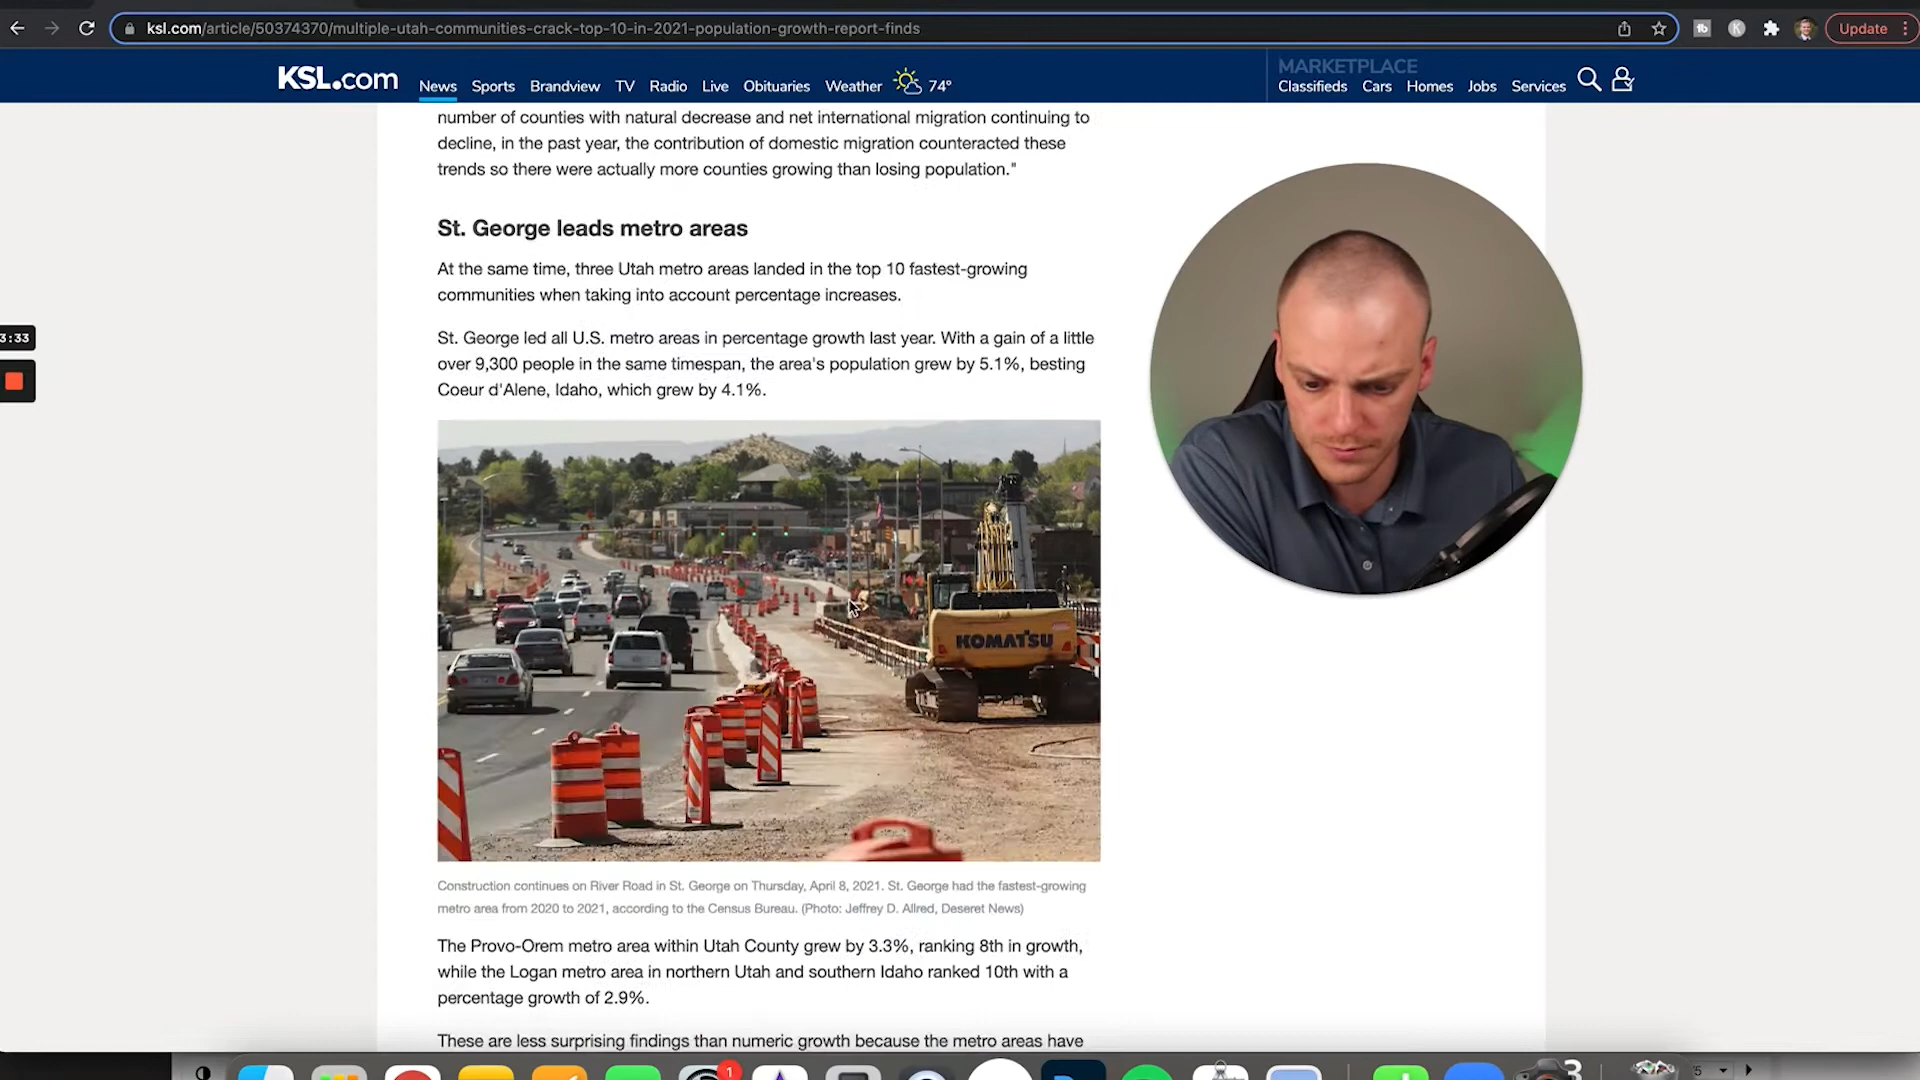 ksl.com/article/50374370/multiple-utah-communities-crack-top-10-in-2021-population-growth-report-finds
Update
KSL.com
News Sports Brandview TV Radio Live Obituaries Weather 74°
MARKETPLACE
Classifieds Cars Homes Jobs Services
number of counties with natural decrease and net international migration continuing to
decline, in the past year, the contribution of domestic migration counteracted these
trends so there were actually more counties growing than losing population."
St. George leads metro areas
At the same time, three Utah metro areas landed in the top 10 fastest-growing
communities when taking into account percentage increases.
3:33
St. George led all U.S. metro areas in percentage growth last year. With a gain of a little
over 9,300 people in the same timespan, the area's population grew by 5.1%, besting
Coeur d'Alene, Idaho, which grew by 4.1%.
KOMATSU
Construction continues on River Road in St. George on Thursday, April 8, 2021. St. George had the fastest-growing
metro area from 2020 to 2021, according to the Census Bureau. (Photo: Jeffrey D. Allred, Deseret News)
The Provo-Orem metro area within Utah County grew by 3.3%, ranking 8th in growth,
while the Logan metro area in northern Utah and southern Idaho ranked 10th with a
percentage growth of 2.9%.
These are less surprising findings than numeric growth because the metro areas have
1